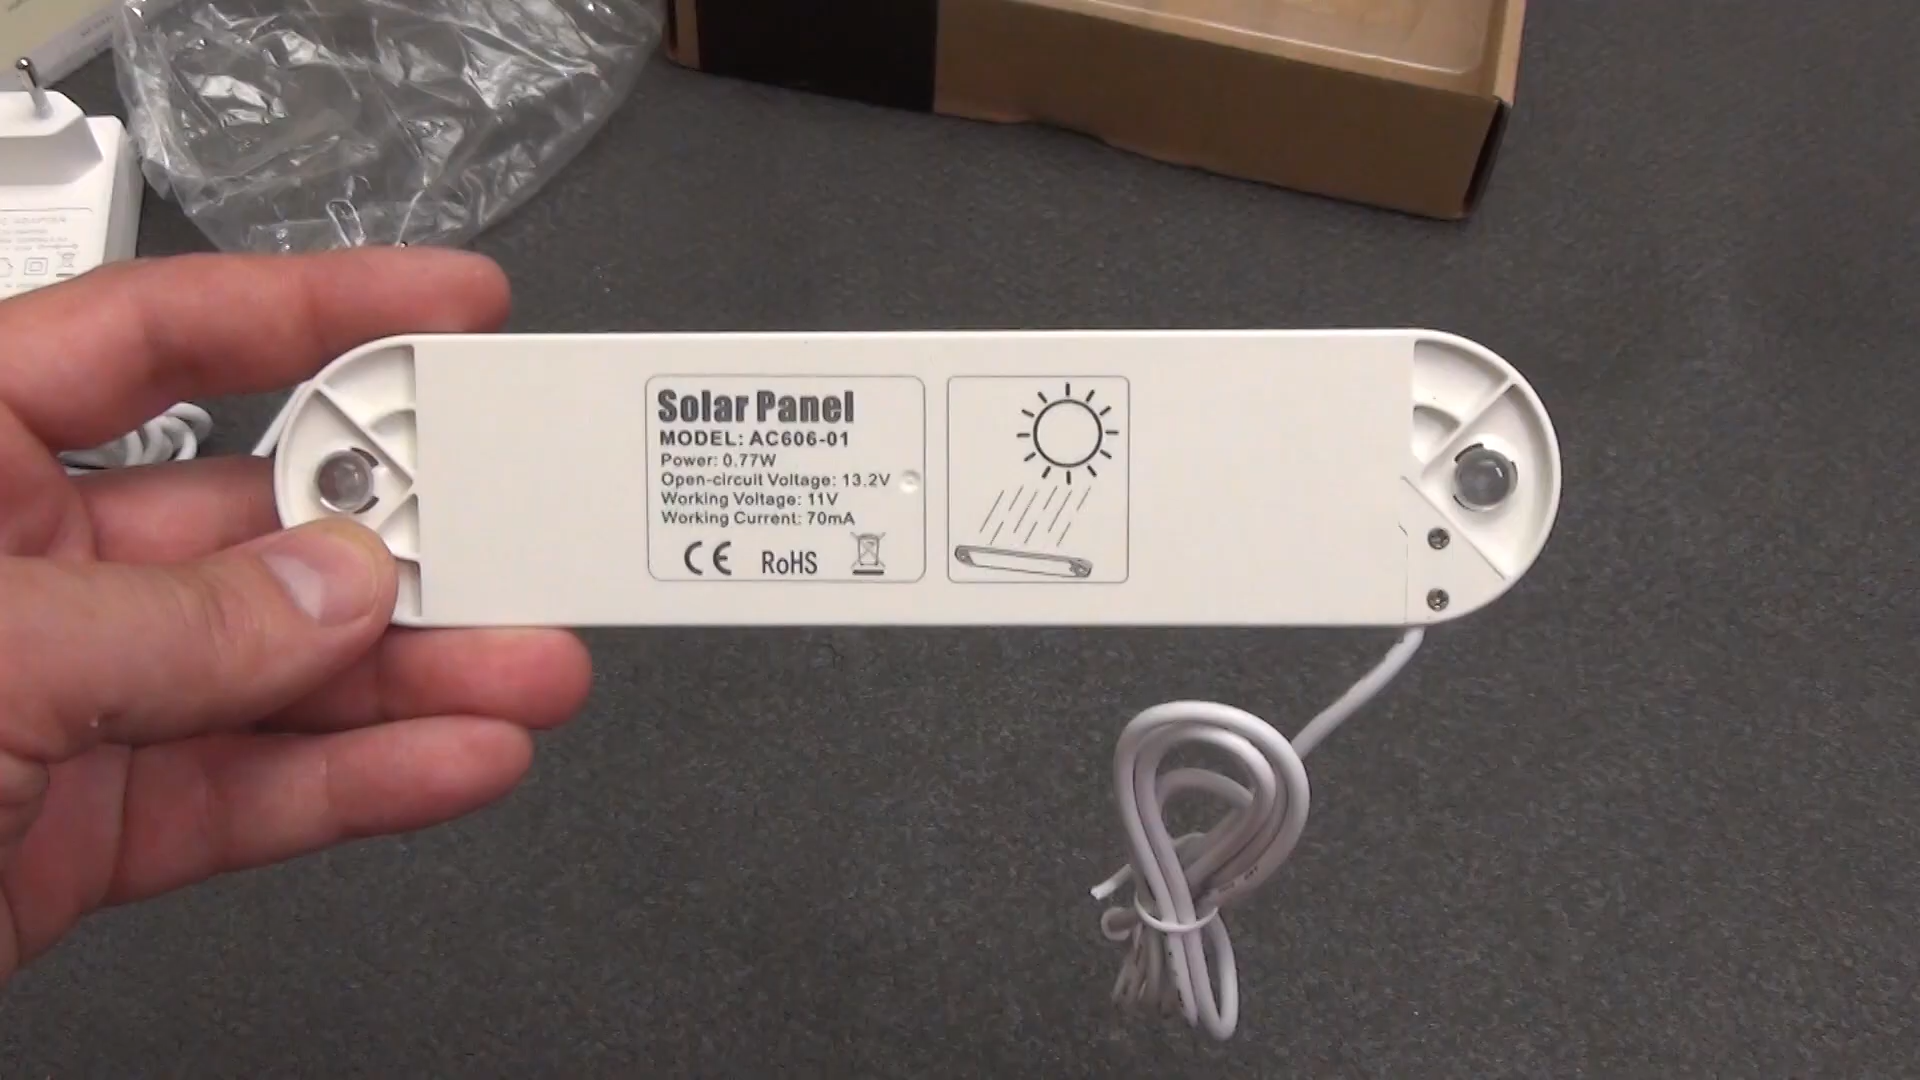 Solar Panel
MODEL: AC606-01
Power: 0.77W
Open-circuit Voltage: 13.2V
Working Voltage: 11V
Working Current: 70mA
CE RoHS